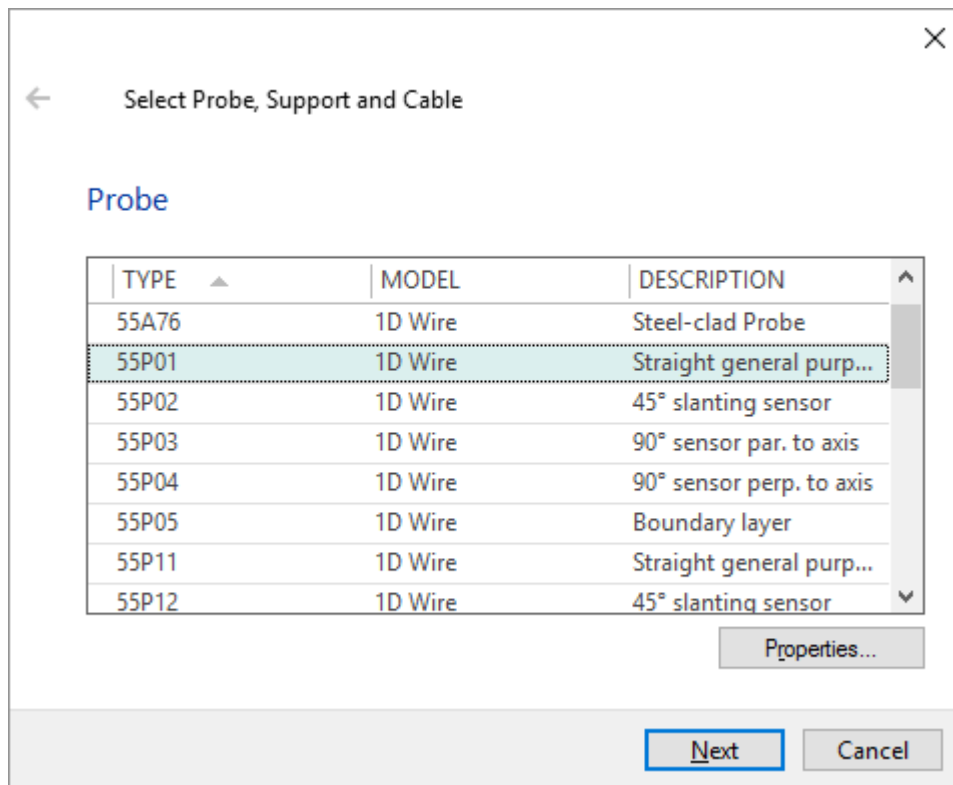 Select Probe, Support and Cable
Probe
TYPE MODEL DESCRIPTION
55A76 1D Wire Steel-clad Probe
55P01 1D Wire Straight general purp...
55P02 1D Wire 45° slanting sensor
55P03 1D Wire 90° sensor par. to axis
55P04 1D Wire 90° sensor perp. to axis
55P05 1D Wire Boundary layer
55P11 1D Wire Straight general purp...
55P12 1D Wire 45° slanting sensor
Properties...
Next Cancel